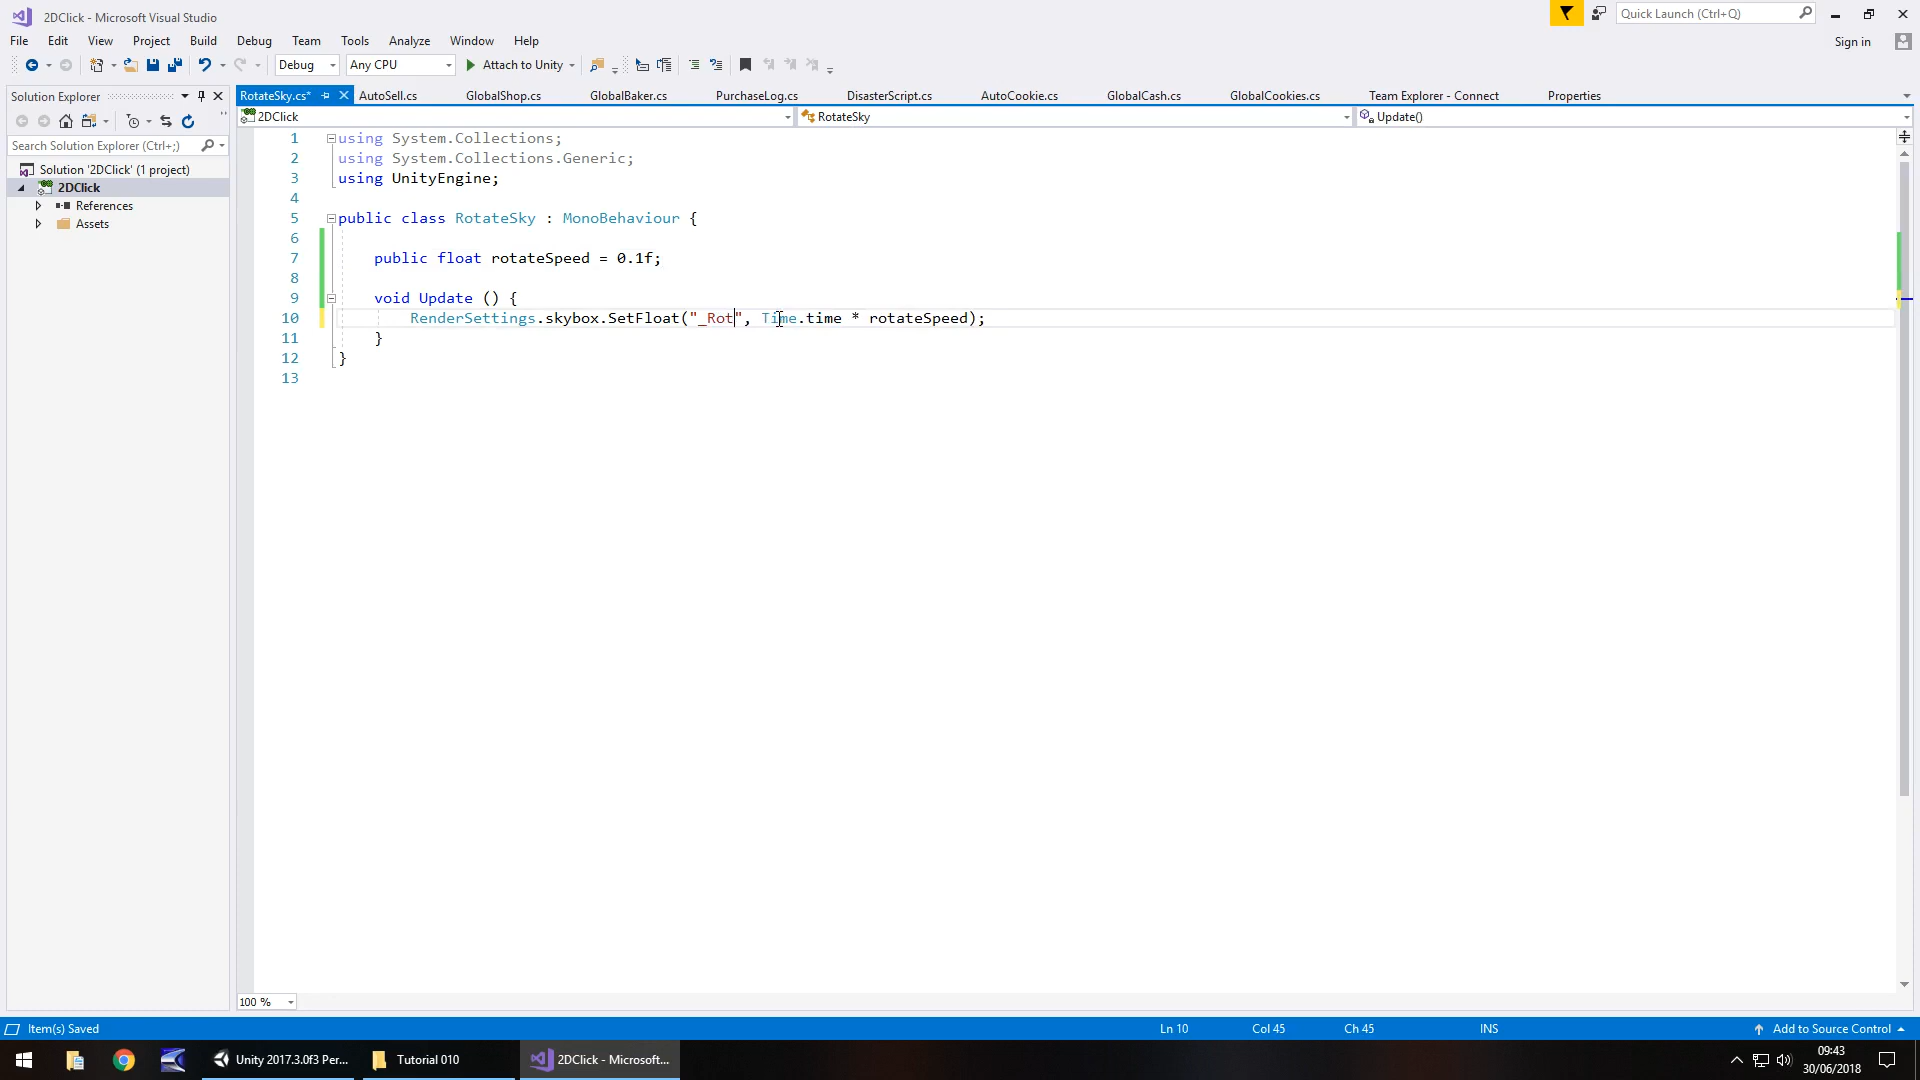 2DClick - Microsoft Visual Studio
Quick Launch (Ctrl+Q)
File Edit View Project Build Debug Team Tools Analyze Window Help
Sign in
Debug
Any CPU
Attach to Unity
Solution Explorer
RotateSky.cs*
AutoSell.cs
GlobalShop.cs
GlobalBaker.cs
PurchaseLog.cs
DisasterScript.cs
AutoCookie.cs
GlobalCash.cs
GlobalCookies.cs
Team Explorer - Connect
Properties
2DClick
RotateSky
Update()
Search Solution Explorer (Ctrl+;)
Solution '2DClick' (1 project)
2DClick
References
Assets
1 using System.Collections;
2 using System.Collections.Generic;
3 using UnityEngine;
4
5 public class RotateSky : MonoBehaviour {
6
7 public float rotateSpeed = 0.1f;
8
9 void Update () {
10 RenderSettings.skybox.SetFloat("_Rot", Time.time * rotateSpeed);
11 }
12 }
13
100 %
Item(s) Saved
Ln 10
Col 45
Ch 45
INS
Add to Source Control
Unity 2017.3.0f3 Per...
Tutorial 010
2DClick - Microsoft...
09:43
30/06/2018